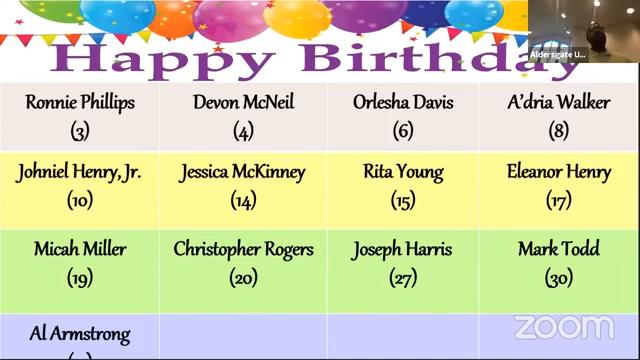 Happy Birthday
Aldersgate U...
Ronnie Phillips
(3)
Devon McNeil
(4)
Orlesha Davis
(6)
A'dria Walker
(8)
Johniel Henry, Jr.
(10)
Jessica McKinney
(14)
Rita Young
(15)
Eleanor Henry
(17)
Micah Miller
(19)
Christopher Rogers
(20)
Joseph Harris
(27)
Mark Todd
(30)
Al Armstrong
zoom